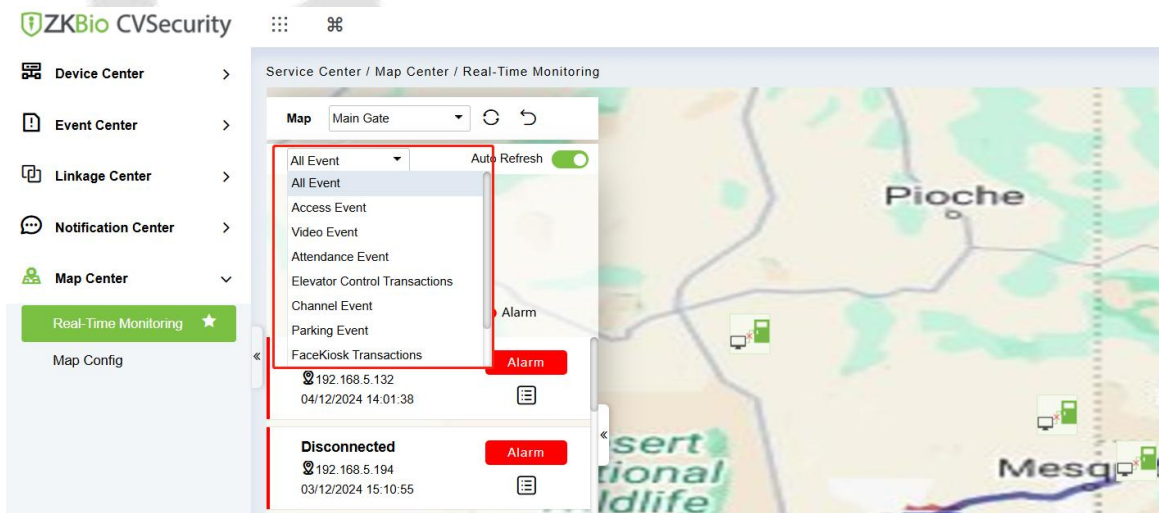 ZKBio CVSecurity
Device Center
Event Center
Linkage Center
Notification Center
Map Center
Real-Time Monitoring
Map Config
Service Center / Map Center / Real-Time Monitoring
Map Main Gate
All Event Auto Refresh
All Event
Access Event
Video Event
Attendance Event
Elevator Control Transactions
Channel Event
Parking Event
FaceKiosk Transactions
Alarm
Alarm
192.168.5.132
04/12/2024 14:01:38
Disconnected
Alarm
192.168.5.194
03/12/2024 15:10:55
Pioche